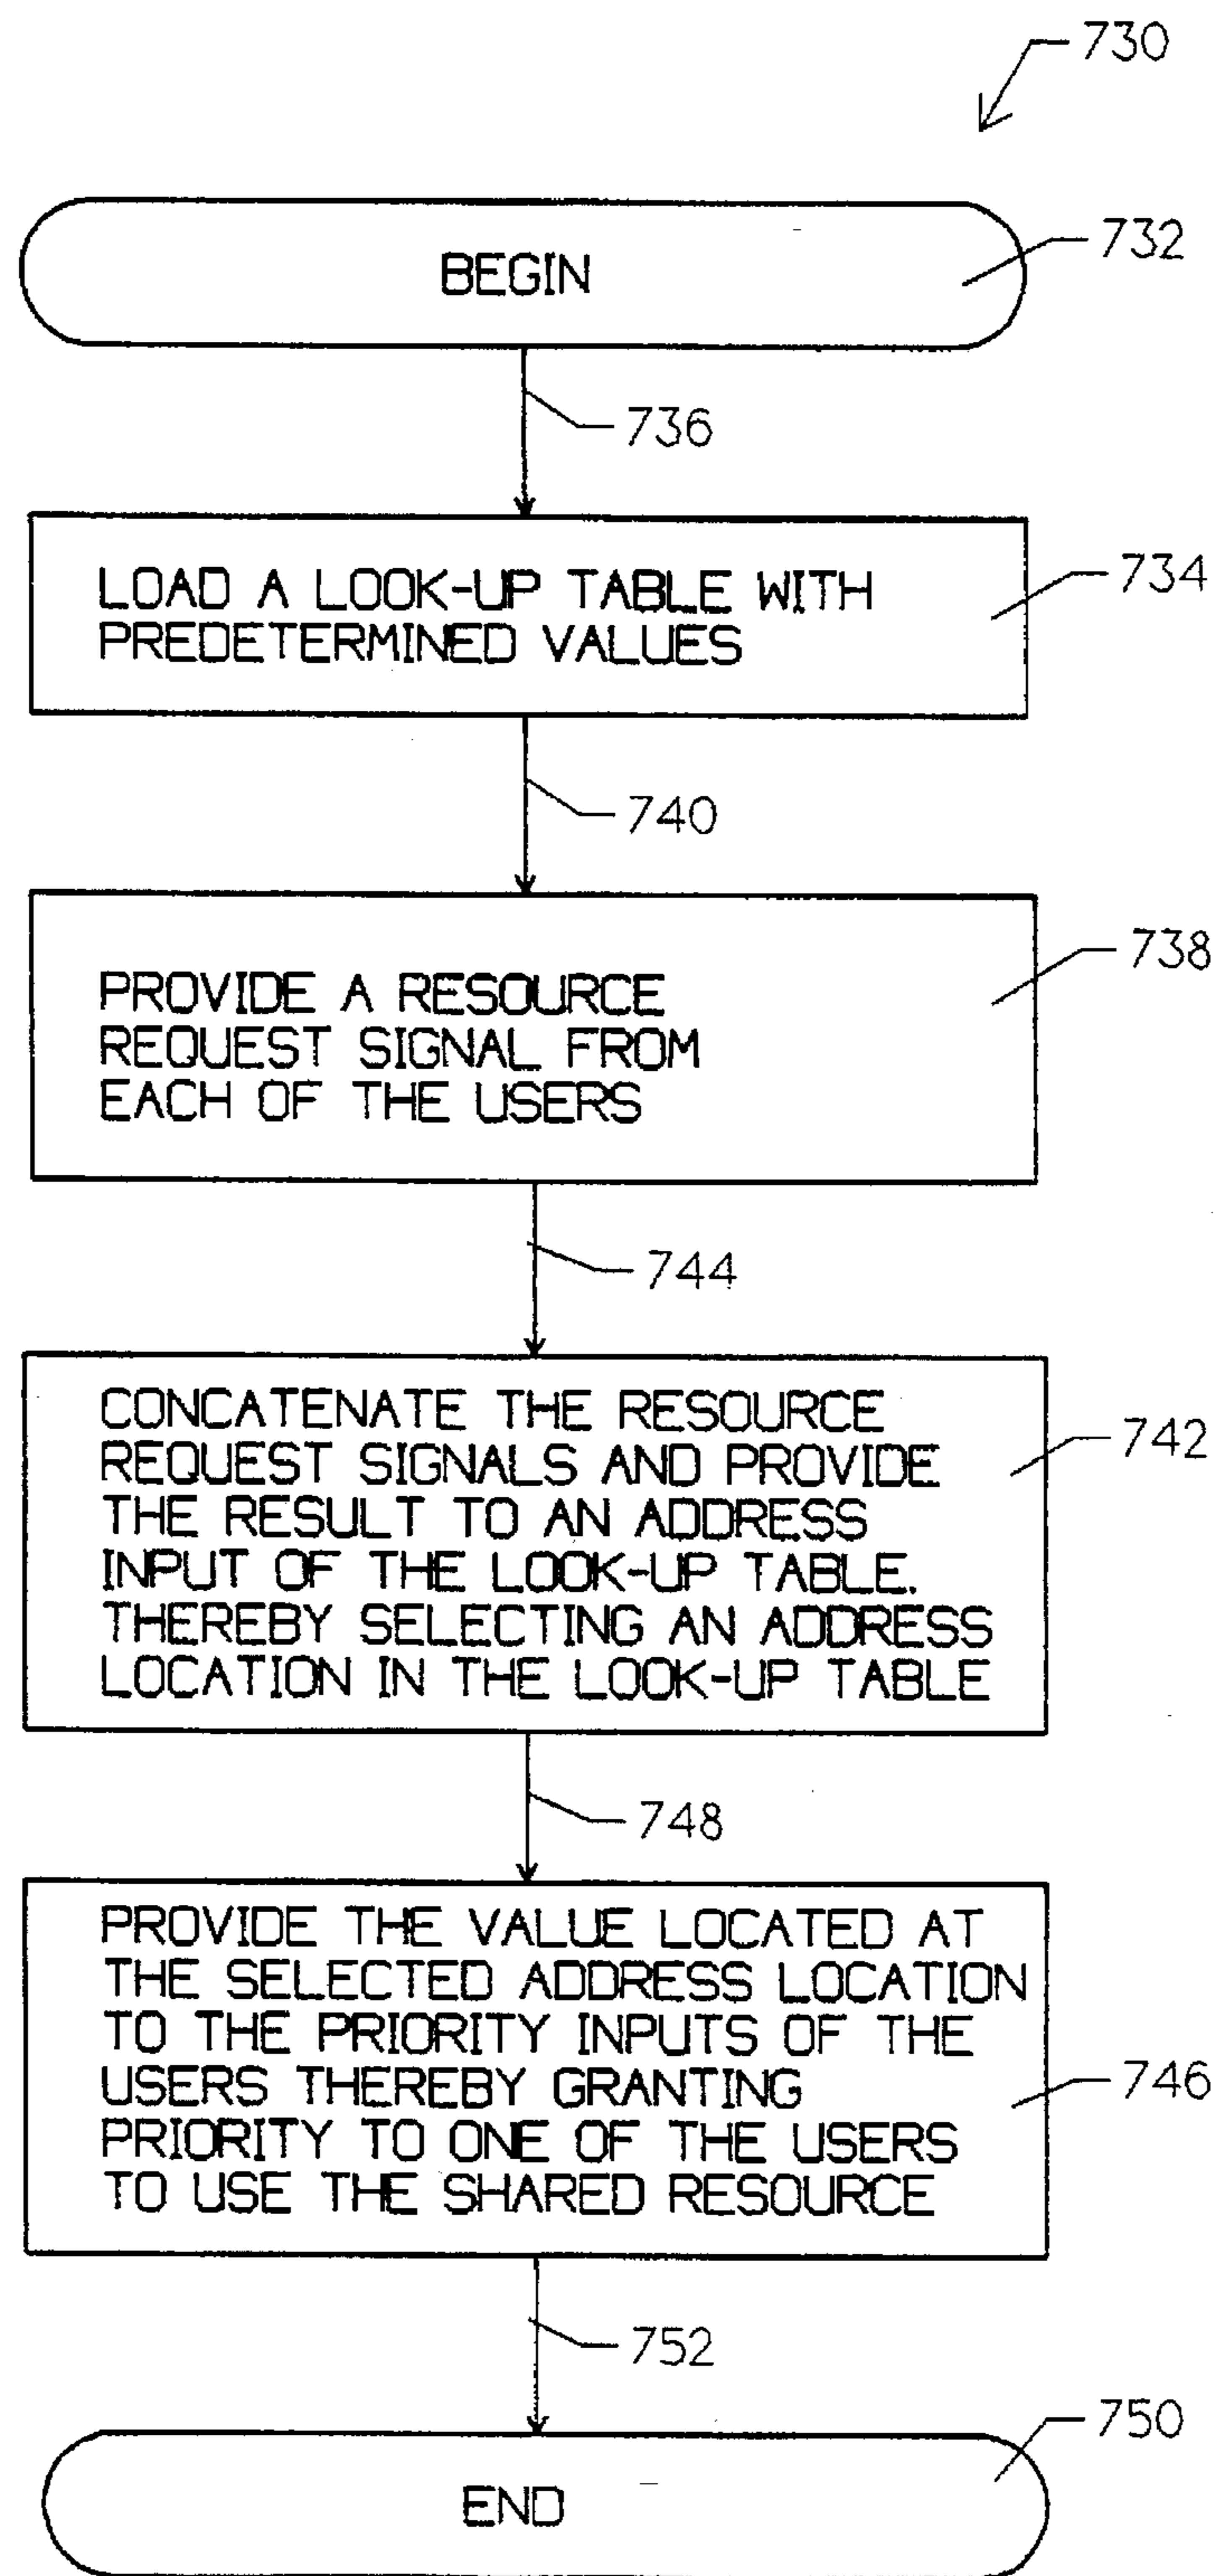 730
BEGIN
732
736
LOAD A LOOK-UP TABLE WITH
PREDETERMINED VALUES
734
740
PROVIDE A RESOURCE
REQUEST SIGNAL FROM
EACH OF THE USERS
738
744
CONCATENATE THE RESOURCE
REQUEST SIGNALS AND PROVIDE
THE RESULT TO AN ADDRESS
INPUT OF THE LOOK-UP TABLE.
THEREBY SELECTING AN ADDRESS
LOCATION IN THE LOOK-UP TABLE
742
748
PROVIDE THE VALUE LOCATED AT
THE SELECTED ADDRESS LOCATION
TO THE PRIORITY INPUTS OF THE
USERS THEREBY GRANTING
PRIORITY TO ONE OF THE USERS
TO USE THE SHARED RESOURCE
746
752
END
750